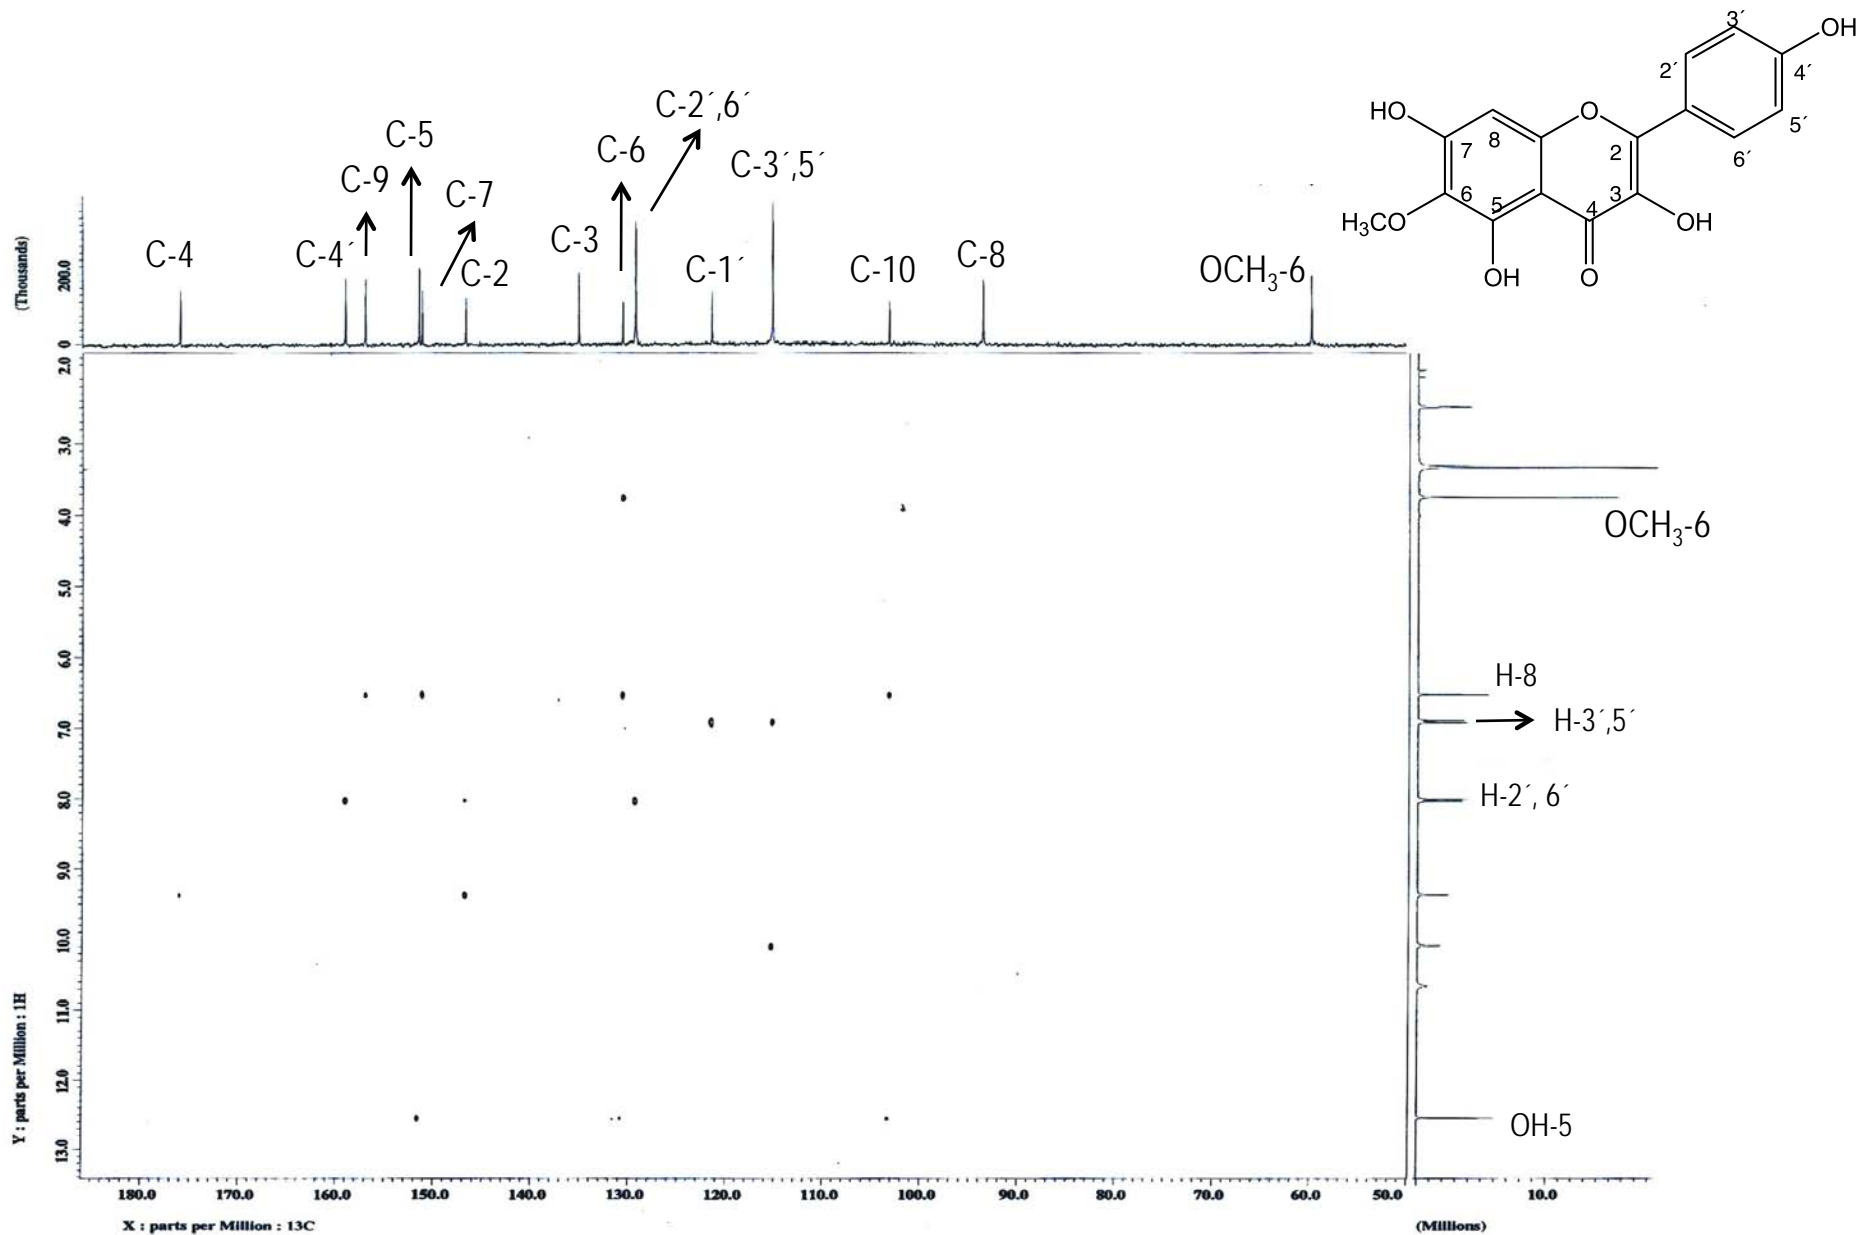 3´
OH
2´
4´
HO
O
8
5´
7
2
6´
6
3
H₃CO
5
4
OH
OH
O
C-2´,6´
C-5
C-6
C-3´,5´
C-9
C-7
C-4
C-4´
C-2
C-3
C-1´
C-10
C-8
OCH₃-6
(Thousands)
200.0
0
2.0
3.0
4.0
5.0
6.0
7.0
8.0
9.0
10.0
11.0
12.0
13.0
Y : parts per Million : 1H
OCH₃-6
H-8
H-3´,5´
H-2´, 6´
OH-5
180.0 170.0 160.0 150.0 140.0 130.0 120.0 110.0 100.0 90.0 80.0 70.0 60.0 50.0
10.0
X : parts per Million : 13C
(Millions)